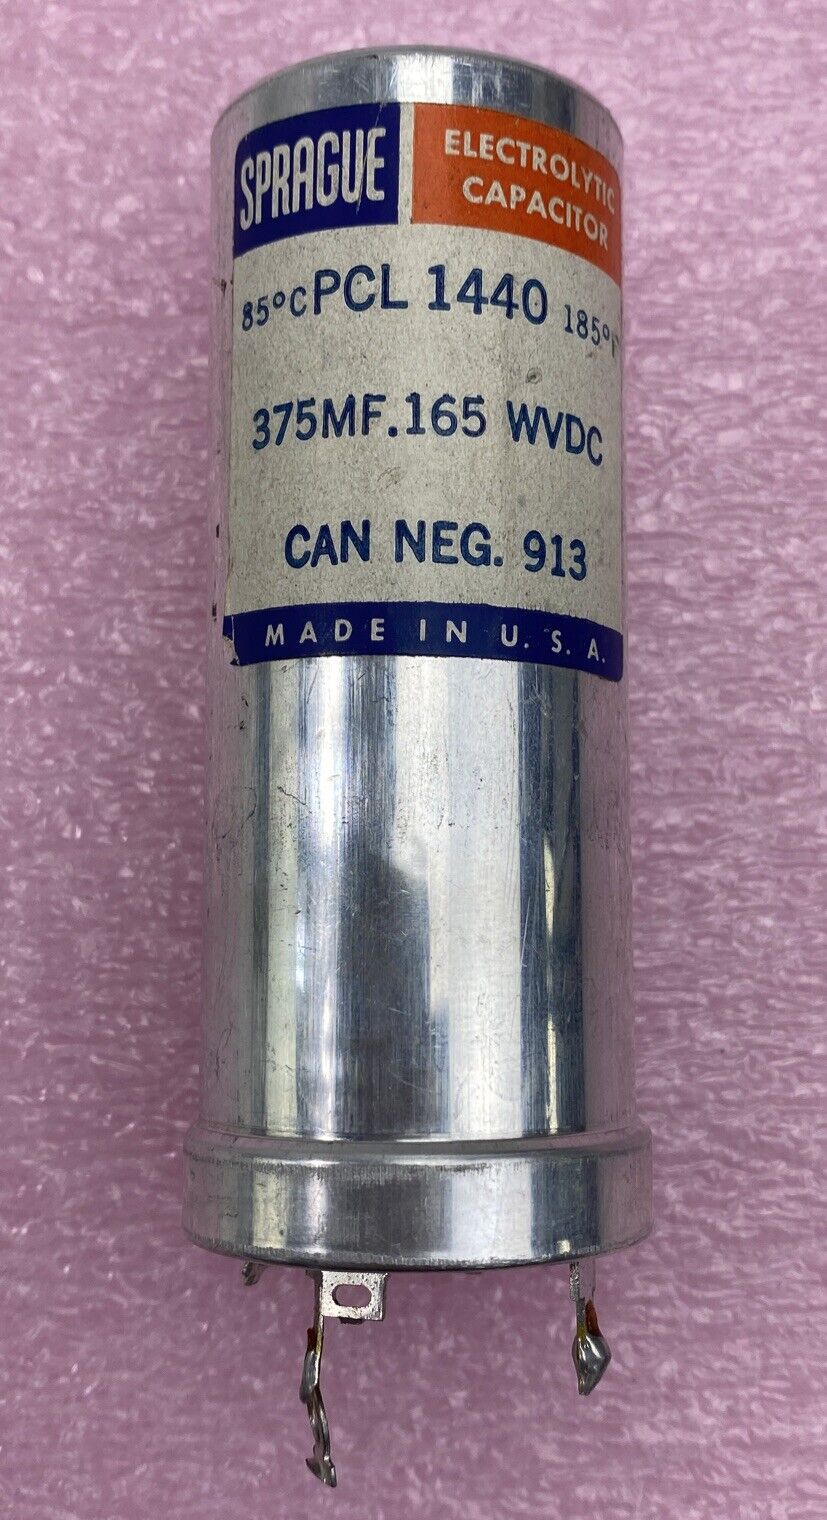 SPRAGUE
ELECTROLYTIC
CAPACITOR
85°C PCL 1440 185°F
375MF.165 WVDC
CAN NEG. 913
MADE IN U. S. A.